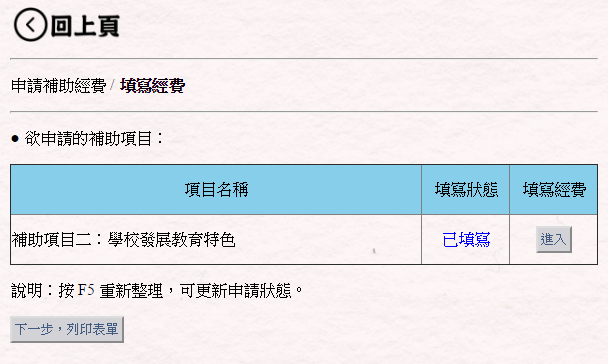 回上頁
申請補助經費 / 填寫經費
● 欲申請的補助項目：
項目名稱 填寫狀態 填寫經費
補助項目二：學校發展教育特色 已填寫 進入
說明：按 F5 重新整理，可更新申請狀態。
下一步，列印表單